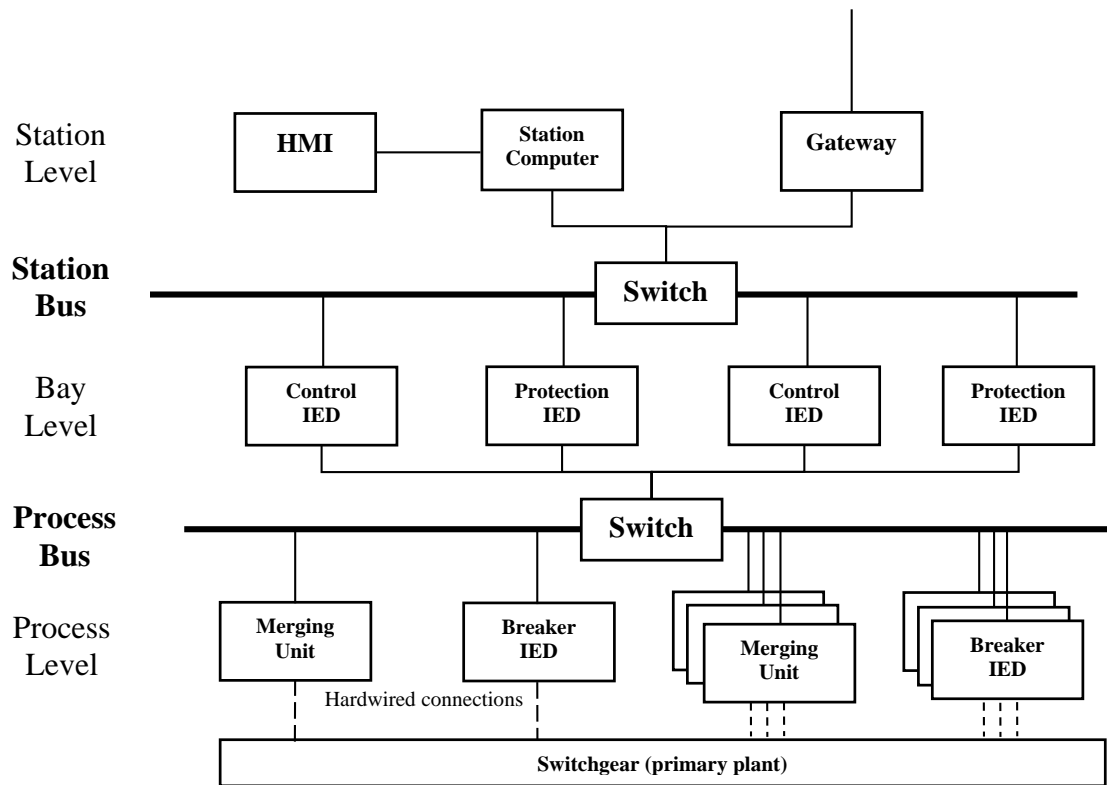 Station
Level
HMI
Station
Computer
Gateway
Station
Bus
Switch
Bay
Level
Control
IED
Protection
IED
Control
IED
Protection
IED
Process
Bus
Switch
Process
Level
Merging
Unit
Breaker
IED
Merging
Unit
Breaker
IED
Hardwired connections
Switchgear (primary plant)